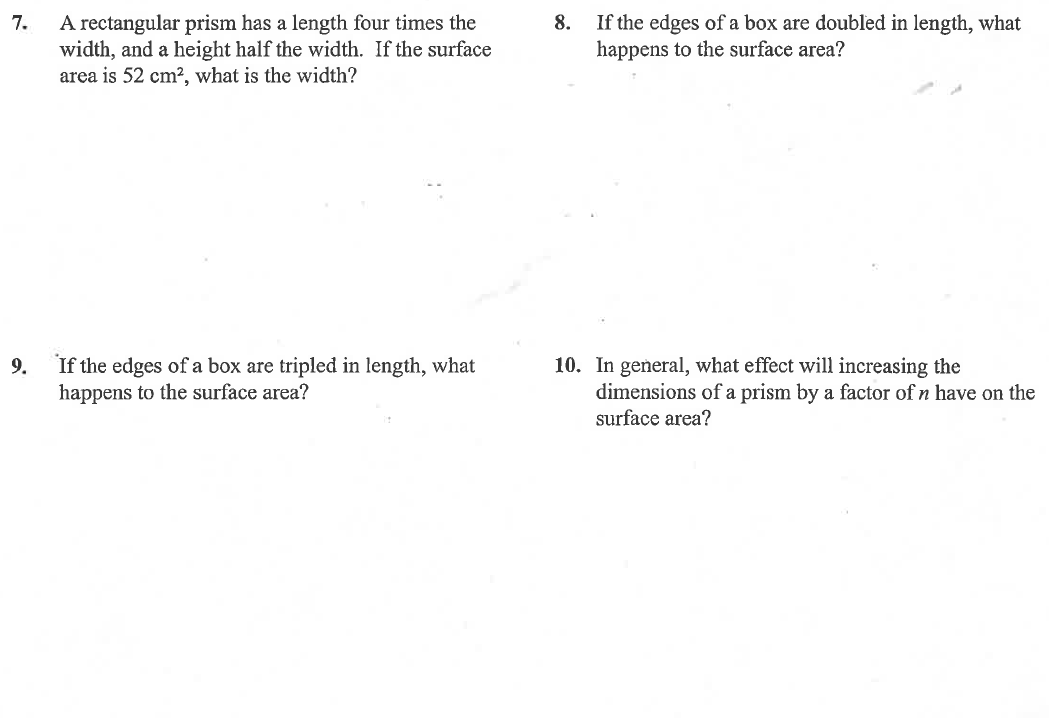 7. A rectangular prism has a length four times the
width, and a height half the width. If the surface
area is 52 cm², what is the width?
8. If the edges of a box are doubled in length, what
happens to the surface area?
9. If the edges of a box are tripled in length, what
happens to the surface area?
10. In general, what effect will increasing the
dimensions of a prism by a factor of n have on the
surface area?